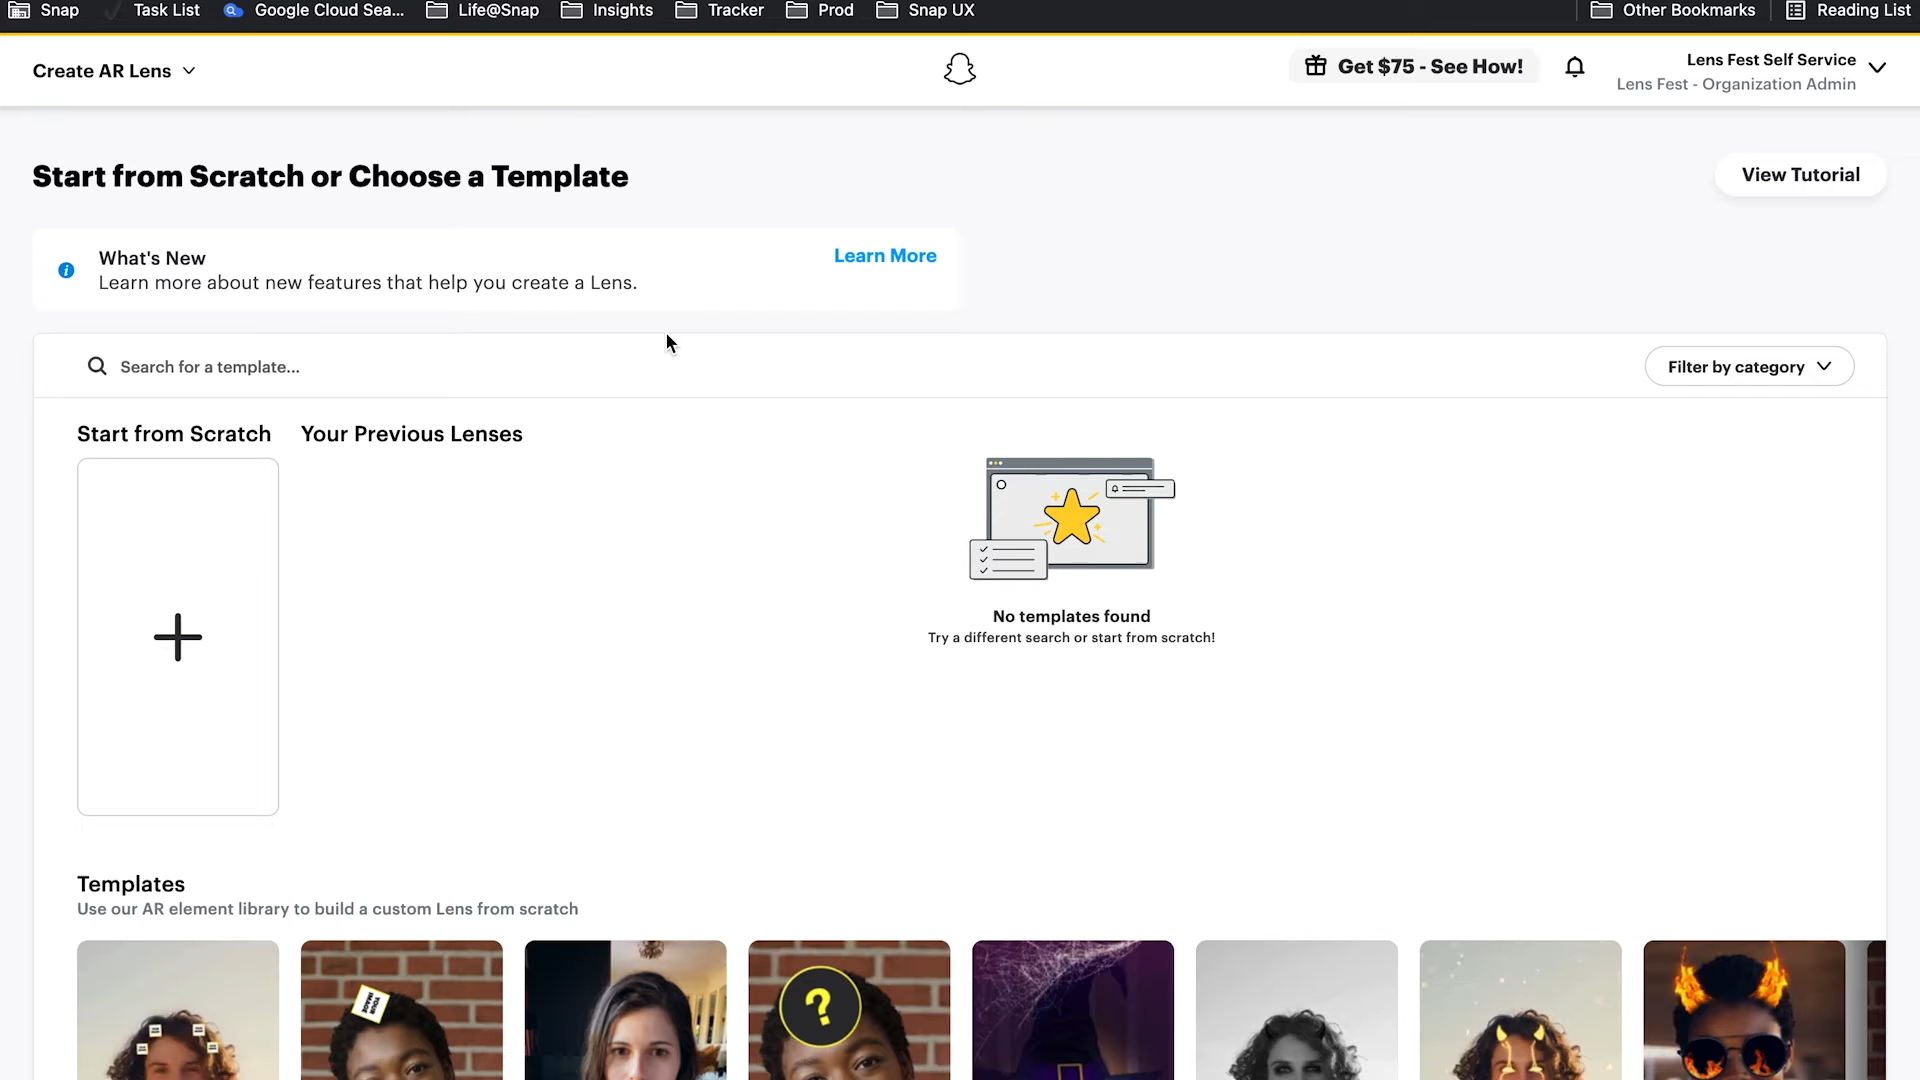 Snap Task List Google Cloud Sea... Life@Snap Insights Tracker Prod Snap UX Other Bookmarks Reading List
Create AR Lens Get $75 - See How! Lens Fest Self Service
Lens Fest - Organization Admin
Start from Scratch or Choose a Template View Tutorial
What's New Learn More
Learn more about new features that help you create a Lens.
Search for a template... Filter by category
Start from Scratch Your Previous Lenses
No templates found
Try a different search or start from scratch!
Templates
Use our AR element library to build a custom Lens from scratch
YOUR
IMAGE
?